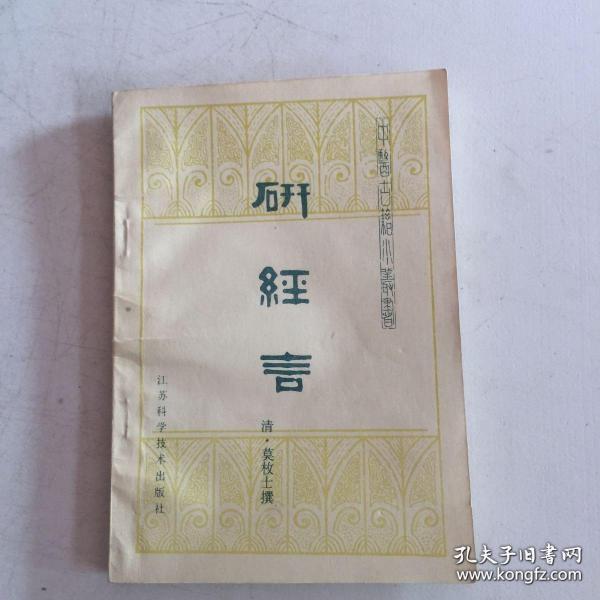 中醫古籍小叢書
研經言
清·莫枚士撰
江苏科学技术出版社
孔夫子旧书网
www.kongfz.com